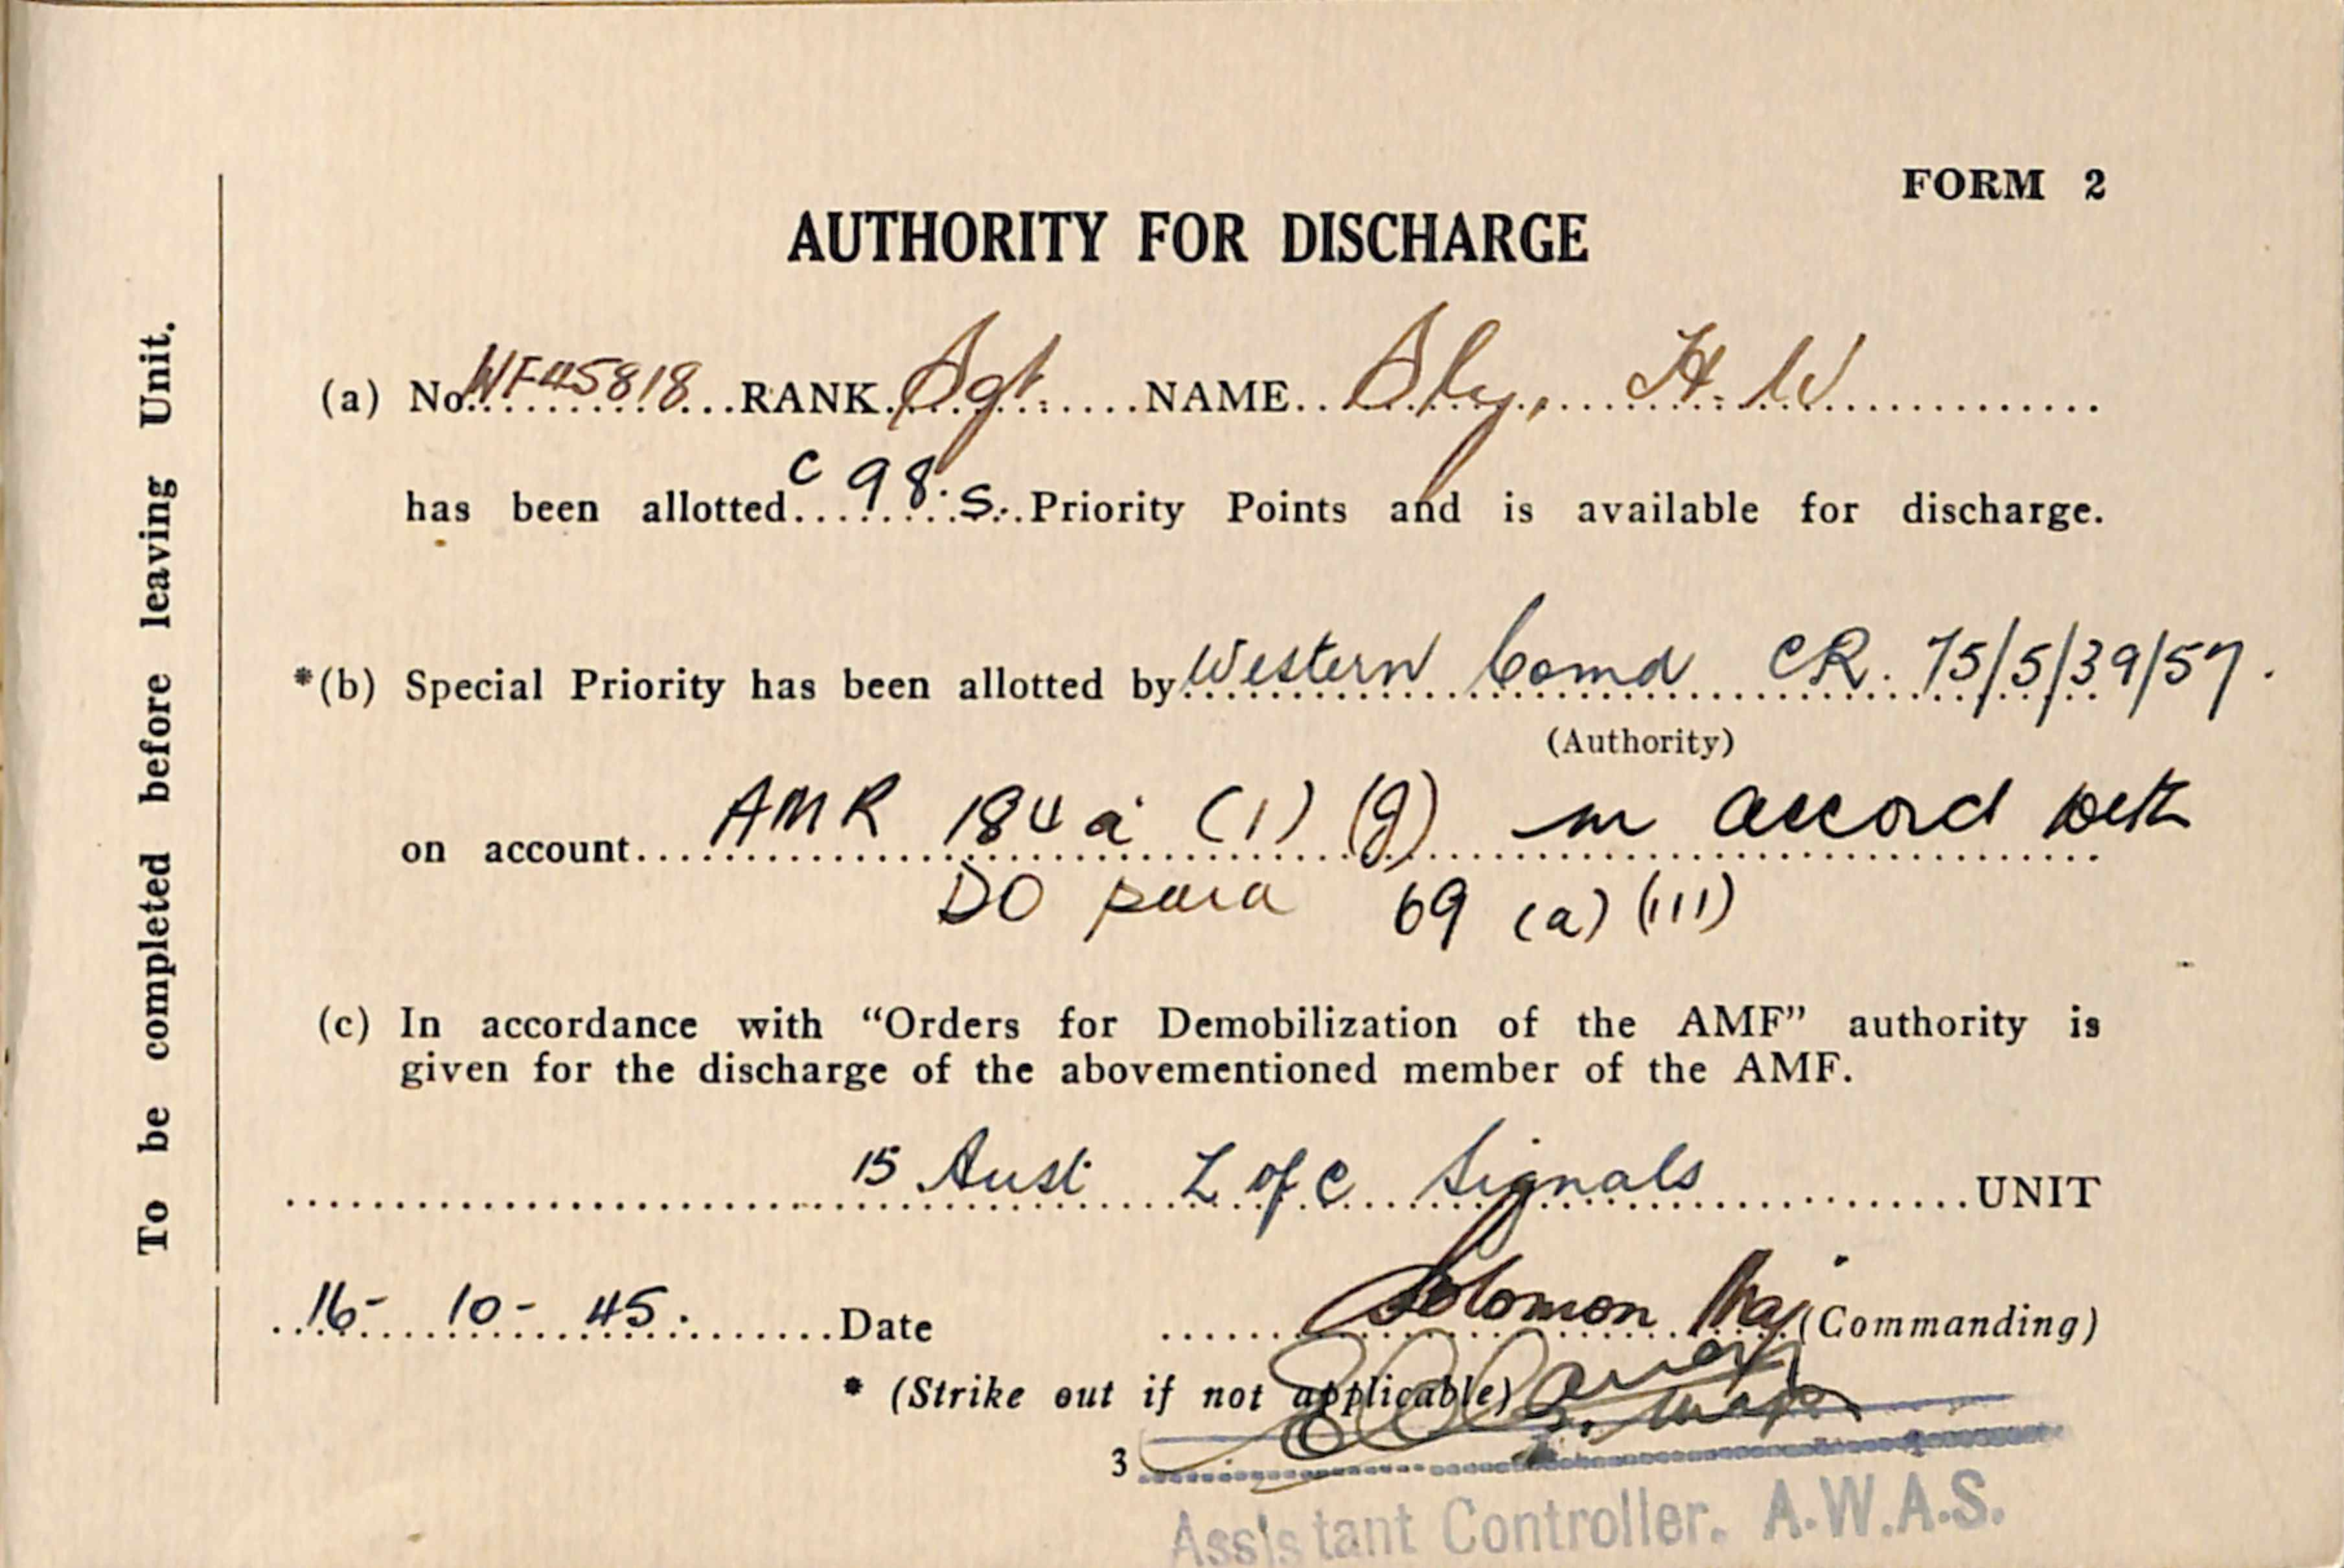 FORM 2
AUTHORITY FOR DISCHARGE
To be completed before leaving Unit.
(a) No. WF45818 RANK Sgt. NAME Sly, H. W
has been allotted C 98.S. Priority Points and is available for discharge.
*(b) Special Priority has been allotted by Western Comd CR. 75/5/39/57.
(Authority)
on account AMR 184 a (1) (g) in accord with
DO para 69 (a) (iii)
(c) In accordance with "Orders for Demobilization of the AMF" authority is
given for the discharge of the abovementioned member of the AMF.
15 Aust L of C Signals UNIT
16-10-45. Date Solomon Maj (Commanding)
* (Strike out if not applicable)
3
Assistant Controller. A.W.A.S.